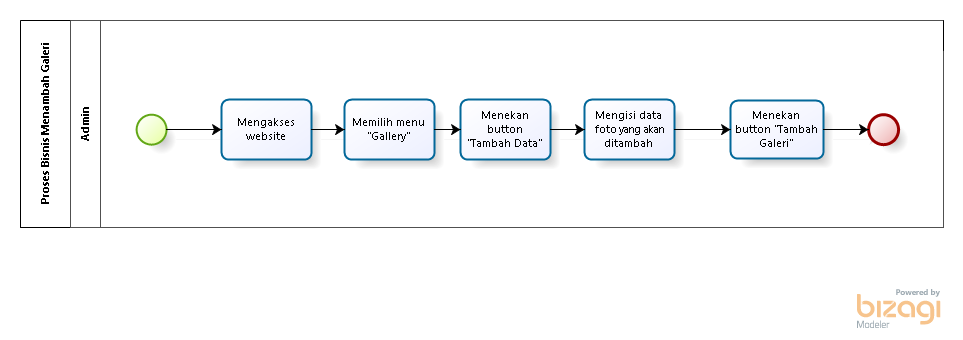 Proses Bisnis Menambah Galeri
Admin
Mengakses
website
Memilih menu
"Gallery"
Menekan
button
"Tambah Data"
Mengisi data
foto yang akan
ditambah
Menekan
button "Tambah
Galeri"
Powered by
bizagi
Modeler